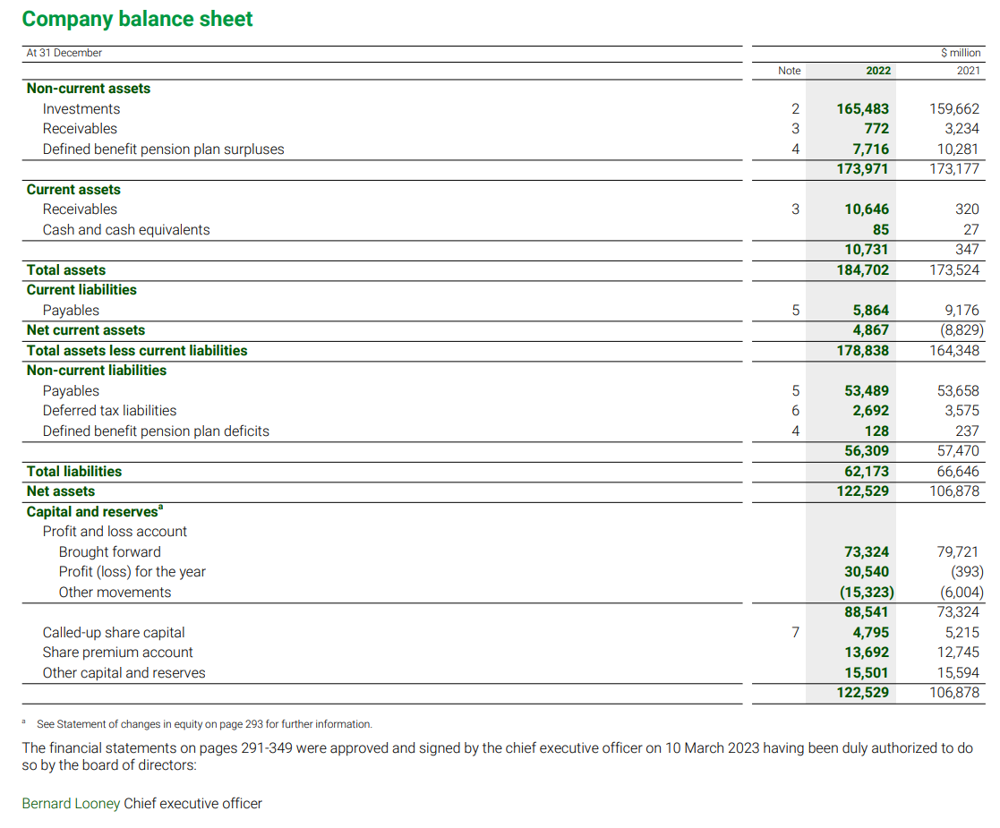 Company balance sheet
At 31 December $ million
Note 2022 2021
Non-current assets
Investments 2 165,483 159,662
Receivables 3 772 3,234
Defined benefit pension plan surpluses 4 7,716 10,281
173,971 173,177
Current assets
Receivables 3 10,646 320
Cash and cash equivalents 85 27
10,731 347
Total assets 184,702 173,524
Current liabilities
Payables 5 5,864 9,176
Net current assets 4,867 (8,829)
Total assets less current liabilities 178,838 164,348
Non-current liabilities
Payables 5 53,489 53,658
Deferred tax liabilities 6 2,692 3,575
Defined benefit pension plan deficits 4 128 237
56,309 57,470
Total liabilities 62,173 66,646
Net assets 122,529 106,878
Capital and reserves a
Profit and loss account
Brought forward 73,324 79,721
Profit (loss) for the year 30,540 (393)
Other movements (15,323) (6,004)
88,541 73,324
Called-up share capital 7 4,795 5,215
Share premium account 13,692 12,745
Other capital and reserves 15,501 15,594
122,529 106,878
a See Statement of changes in equity on page 293 for further information.
The financial statements on pages 291-349 were approved and signed by the chief executive officer on 10 March 2023 having been duly authorized to do
so by the board of directors:
Bernard Looney Chief executive officer